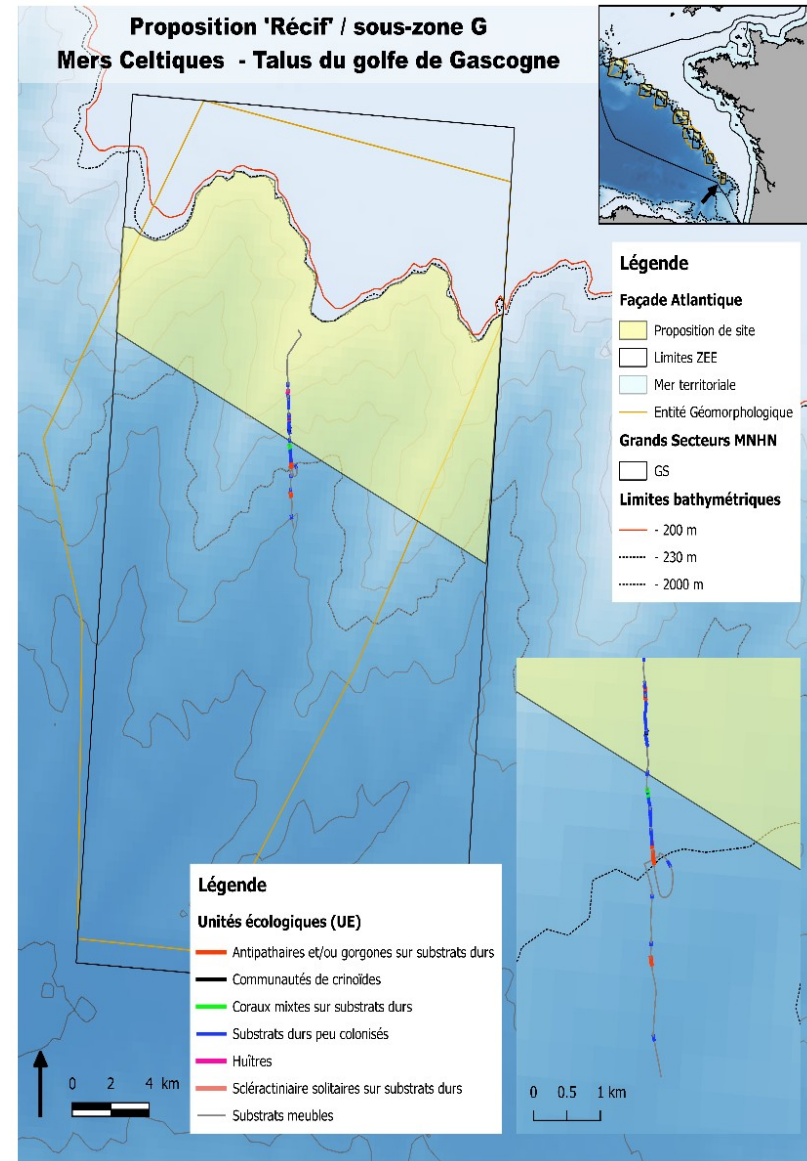 Proposition 'Récif' / sous-zone G
Mers Celtiques - Talus du golfe de Gascogne
Légende
Façade Atlantique
Proposition de site
Limites ZEE
Mer territoriale
Entité Géomorphologique
Grands Secteurs MNHN
GS
Limites bathymétriques
- 200 m
- 230 m
- 2000 m
Légende
Unités écologiques (UE)
Antipathaires et/ou gorgones sur substrats durs
Communautés de crinoïdes
Coraux mixtes sur substrats durs
Substrats durs peu colonisés
Huîtres
Scléractiniaire solitaires sur substrats durs
Substrats meubles
0 2 4 km
0 0.5 1 km